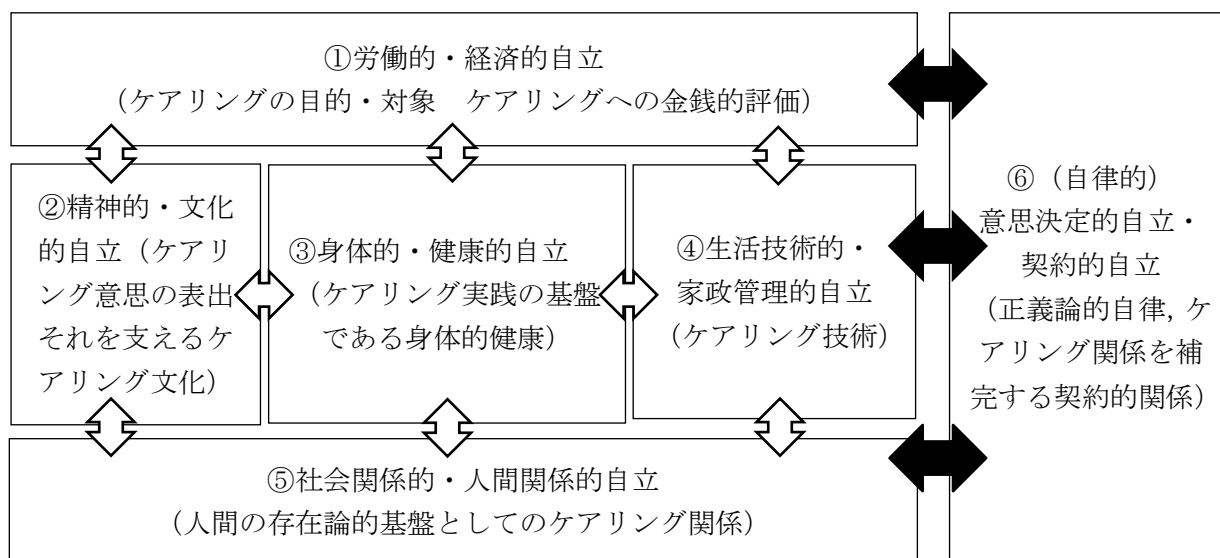 ①労働的・経済的自立
（ケアリングの目的・対象　ケアリングへの金銭的評価）
②精神的・文化
的自立（ケアリ
ング意思の表出
それを支えるケ
アリング文化）
③身体的・健康的自立
（ケアリング実践の基盤
である身体的健康）
④生活技術的・
家政管理的自立
（ケアリング技術）
⑤社会関係的・人間関係的自立
（人間の存在論的基盤としてのケアリング関係）
⑥（自律的）
意思決定的自立・
契約的自立
（正義論的自律,ケ
アリング関係を補
完する契約的関係）